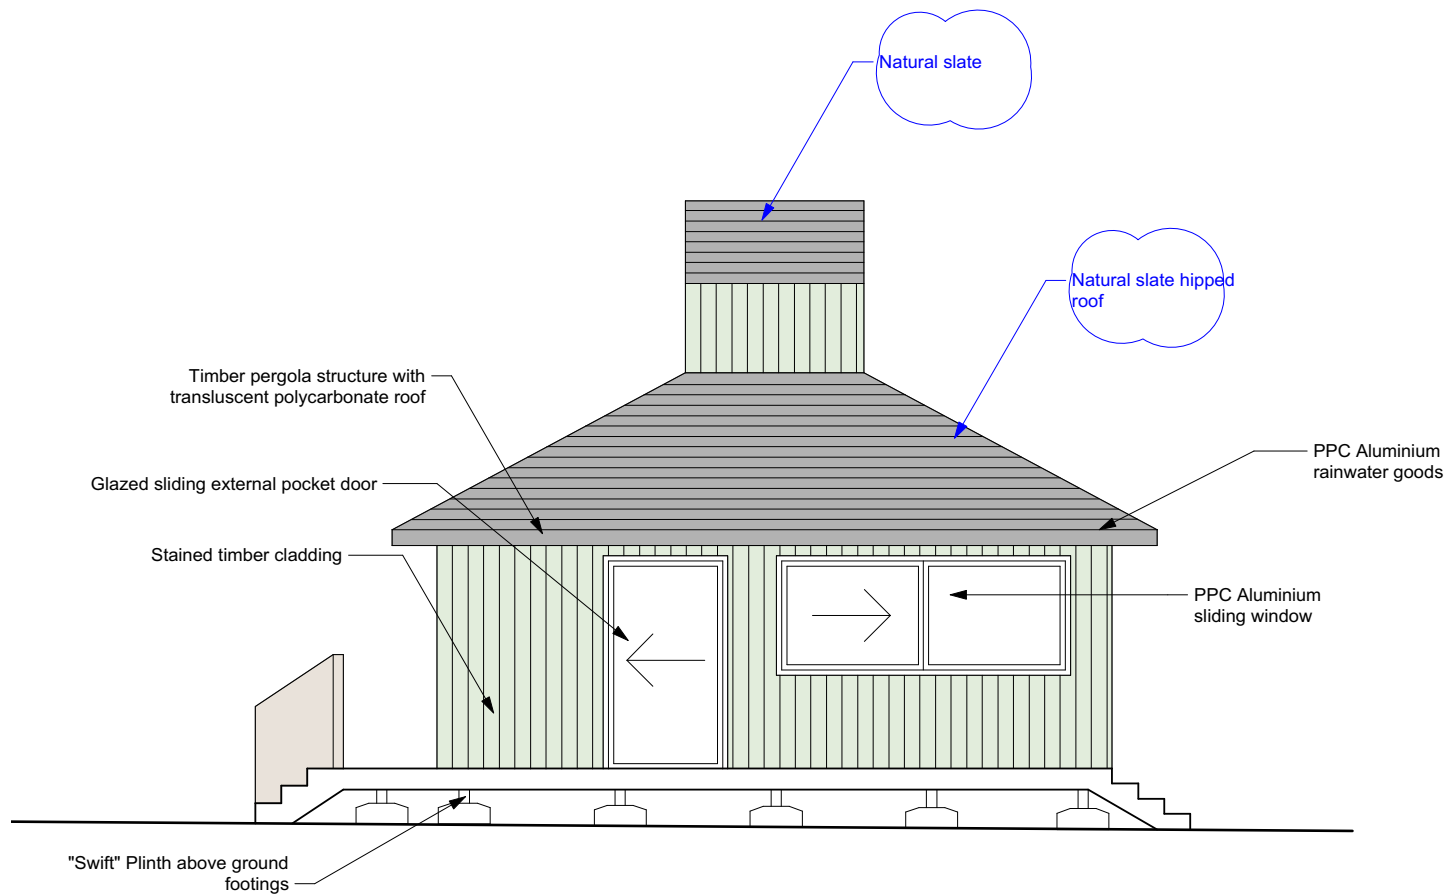 Natural slate
Natural slate hipped
roof
Timber pergola structure with
transluscent polycarbonate roof
PPC Aluminium
rainwater goods
Glazed sliding external pocket door
Stained timber cladding
PPC Aluminium
sliding window
"Swift" Plinth above ground
footings